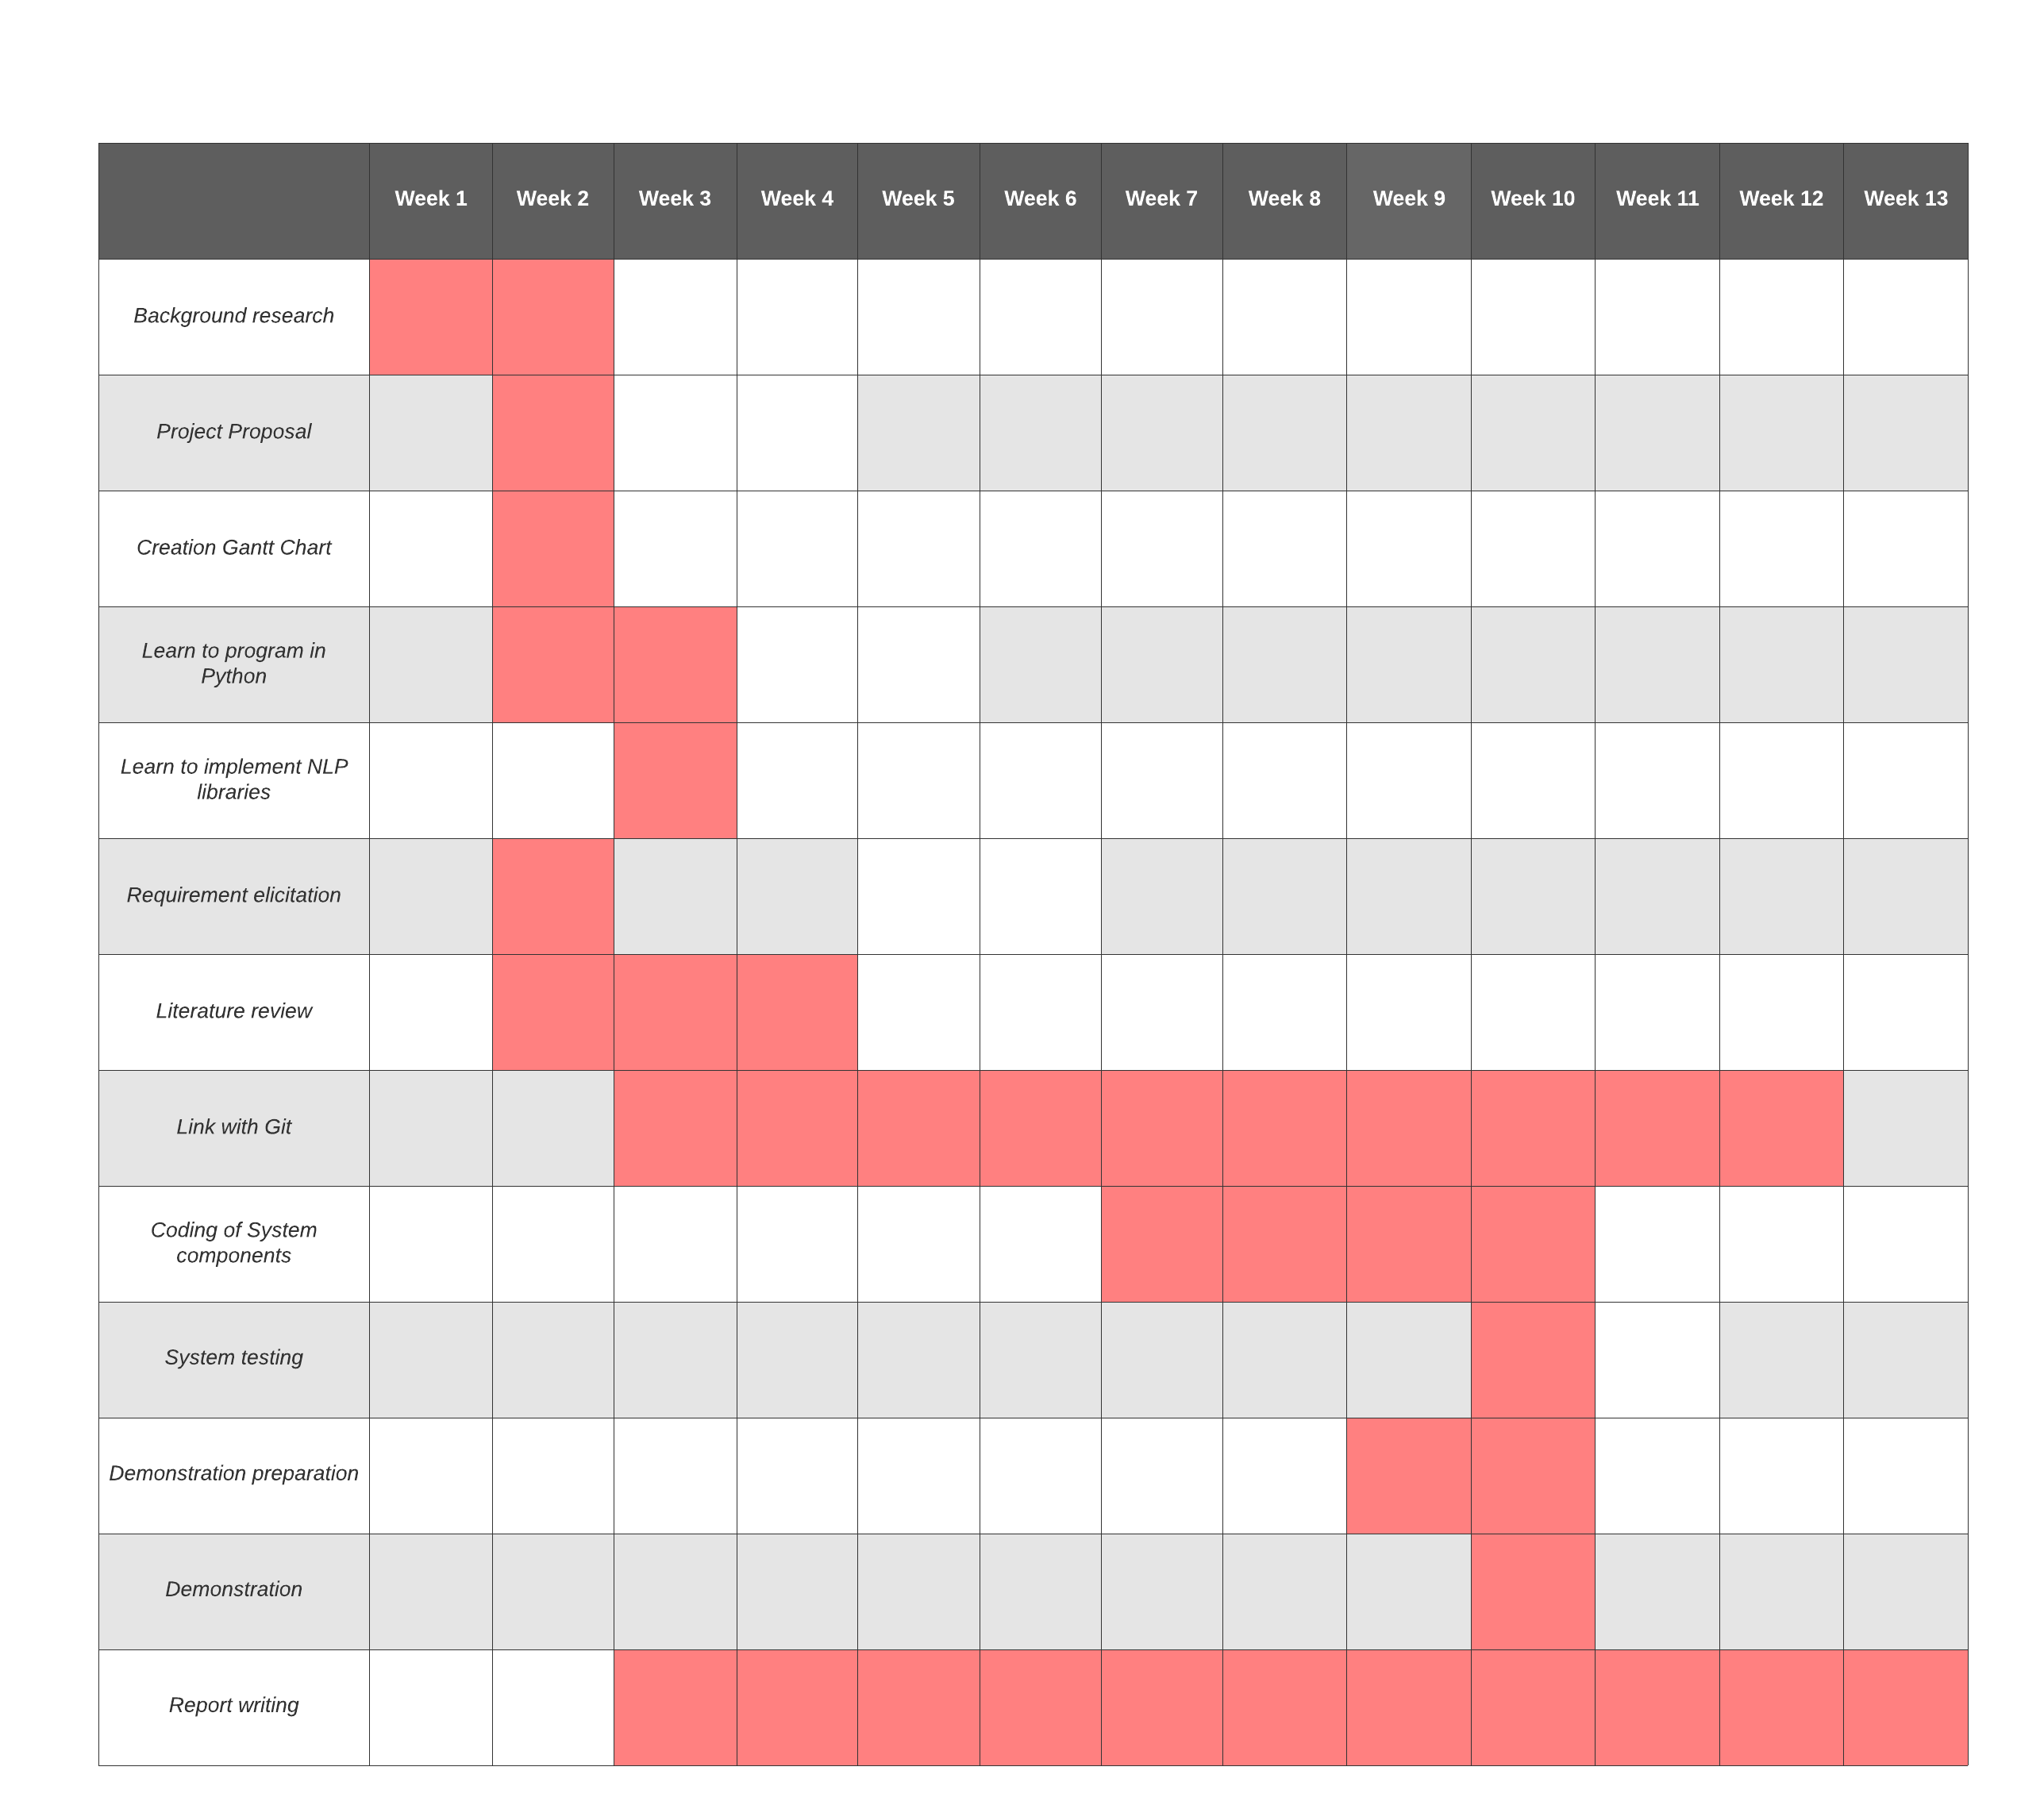 Week 1 Week 2 Week 3 Week 4 Week 5 Week 6 Week 7 Week 8 Week 9 Week 10 Week 11 Week 12 Week 13
Background research
Project Proposal
Creation Gantt Chart
Learn to program in
Python
Learn to implement NLP
libraries
Requirement elicitation
Literature review
Link with Git
Coding of System
components
System testing
Demonstration preparation
Demonstration
Report writing